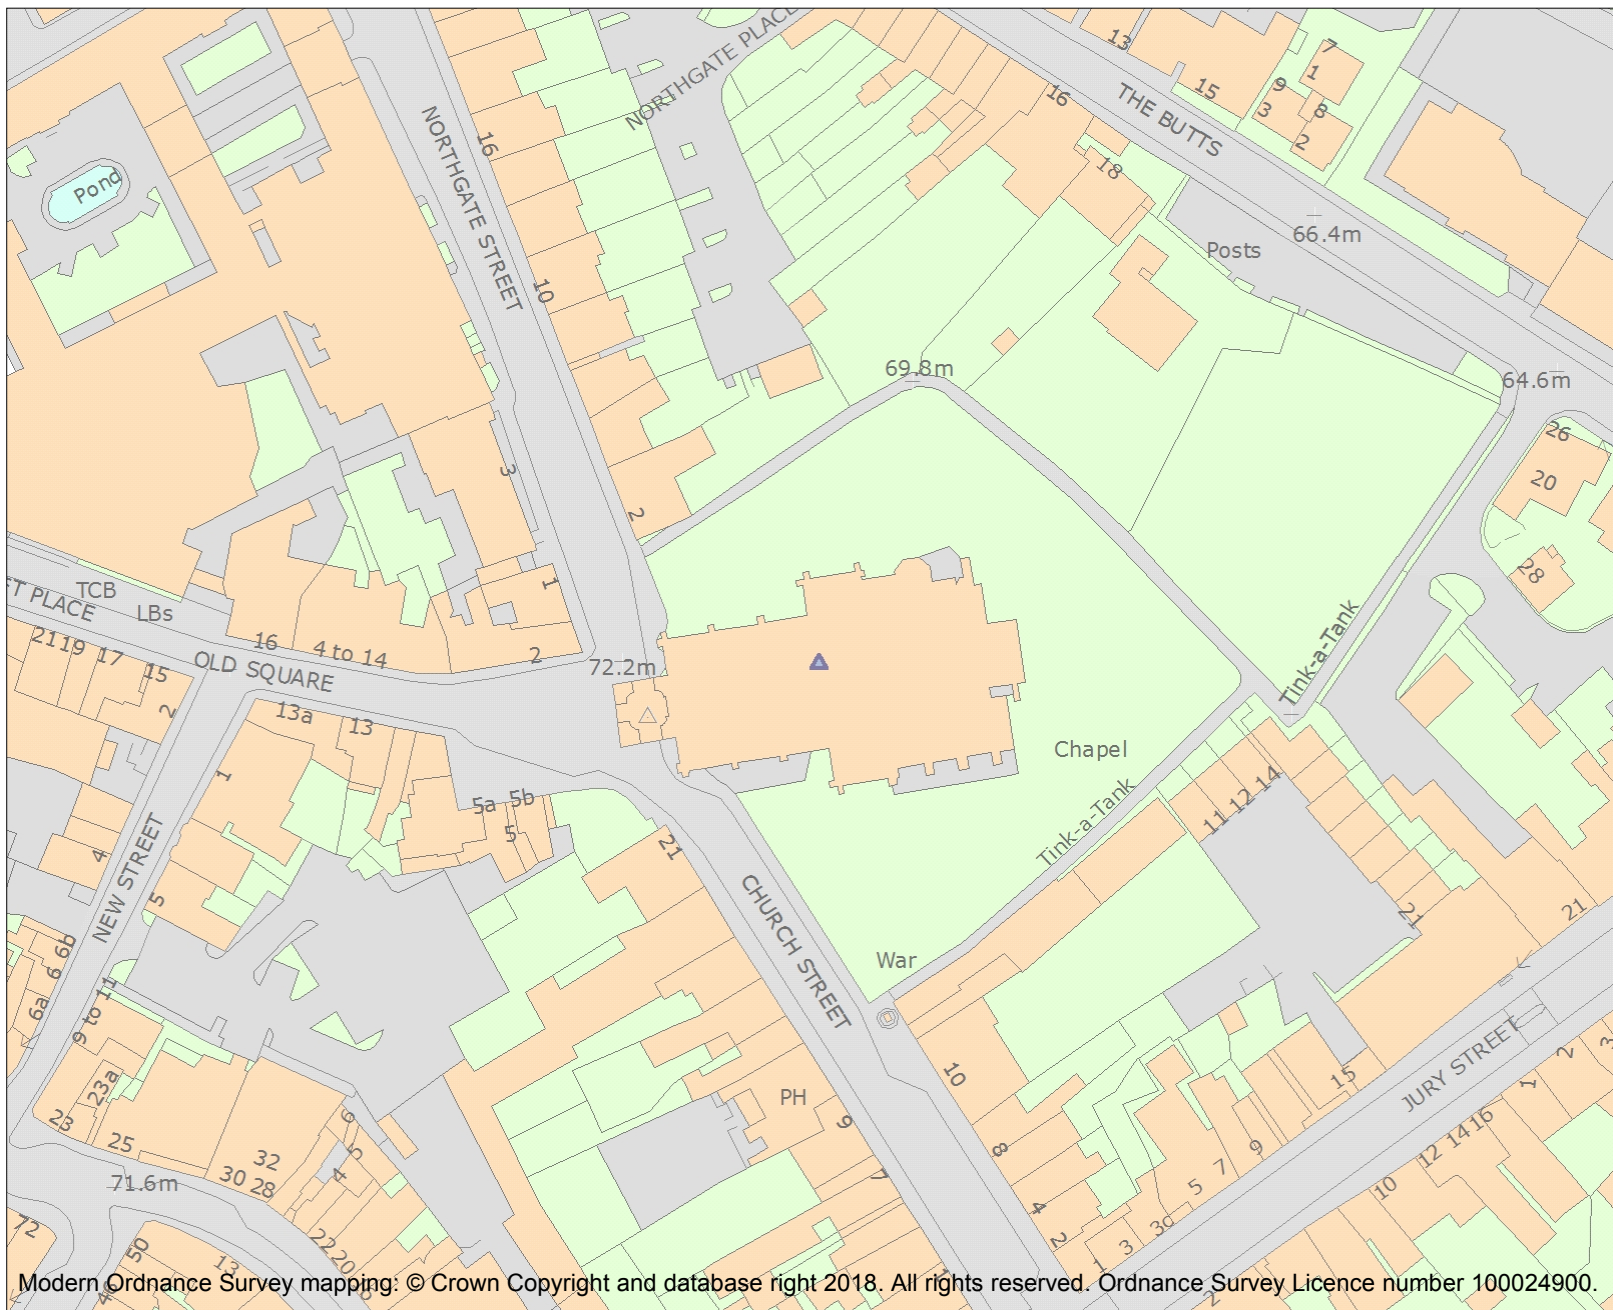 NORTHGATE PLACE
13
7
1
9
3
8
2
15
16
THE BUTTS
NORTHGATE STREET
16
Pond
18
66.4m
Posts
10
69.8m
64.6m
26
20
3
2
28
1
TCB
LBs
T PLACE
21
19
17
15
2
16
4 to 14
2
OLD SQUARE
72.2m
Tink-a-Tank
13a
13
1
Chapel
5a
5b
5
11
12
14
Tink-a-Tank
21
4
NEW STREET
5
CHURCH STREET
21
21
6b
6
6a
9 to 11
War
23a
23
25
32
30
28
6
5
4
PH
9
7
10
8
4
2
JURY STREET
15
9
7
5
3c
3
1
2
3
1
16
14
12
10
71.6m
72
50
48
13
22
20
2
Modern Ordnance Survey mapping: © Crown Copyright and database right 2018. All rights reserved. Ordnance Survey Licence number 100024900.